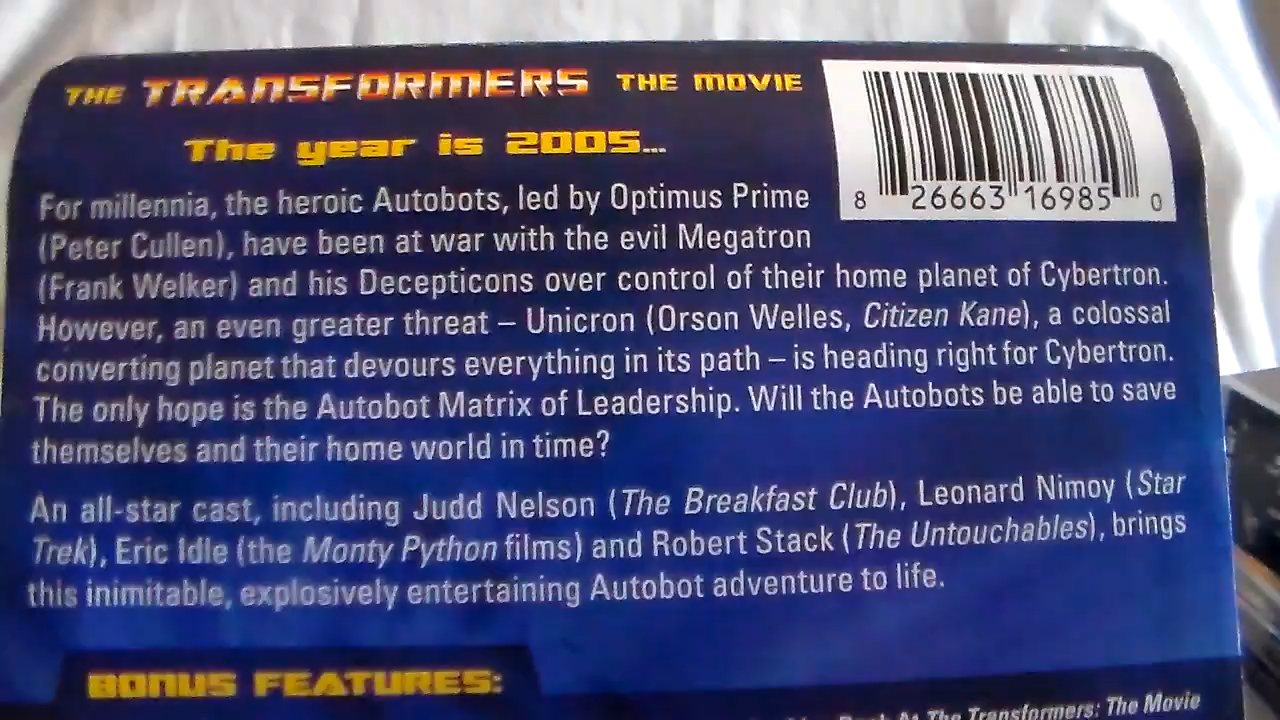 THE TRANSFORMERS THE MOVIE
The year is 2005...
8 26663 16985 0
For millennia, the heroic Autobots, led by Optimus Prime
(Peter Cullen), have been at war with the evil Megatron
(Frank Welker) and his Decepticons over control of their home planet of Cybertron.
However, an even greater threat – Unicron (Orson Welles, Citizen Kane), a colossal
converting planet that devours everything in its path – is heading right for Cybertron.
The only hope is the Autobot Matrix of Leadership. Will the Autobots be able to save
themselves and their home world in time?
An all-star cast, including Judd Nelson (The Breakfast Club), Leonard Nimoy (Star
Trek), Eric Idle (the Monty Python films) and Robert Stack (The Untouchables), brings
this inimitable, explosively entertaining Autobot adventure to life.
BONUS FEATURES:
At The Transformers: The Movie